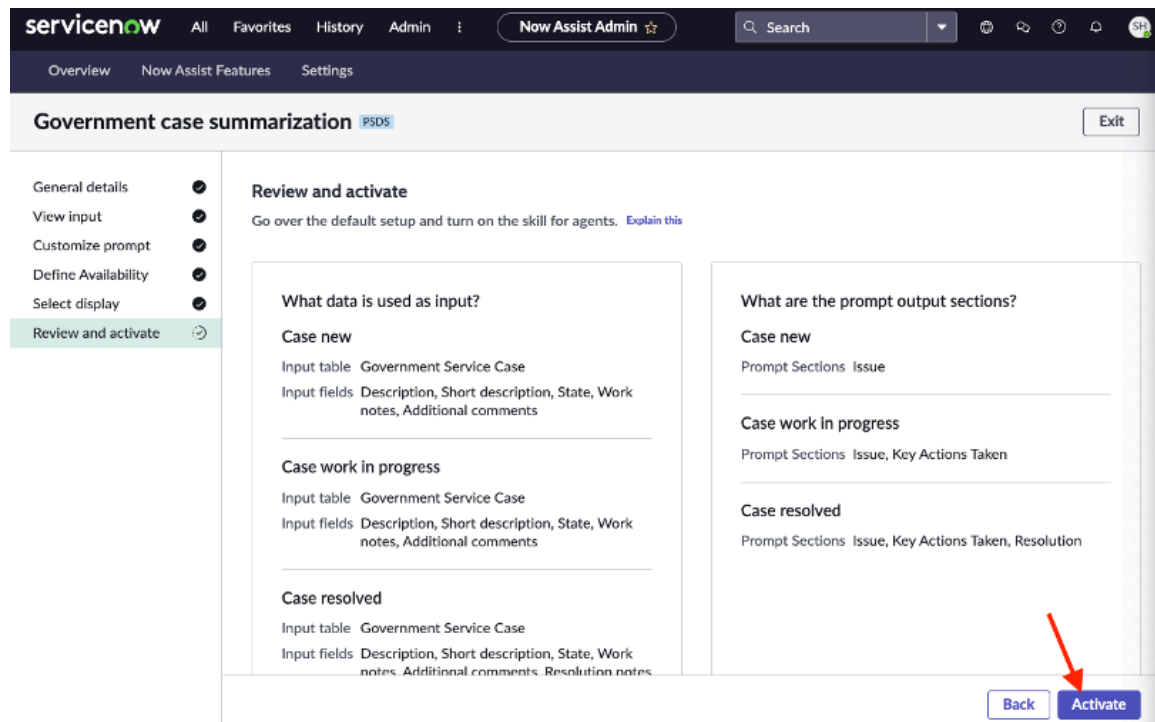 servicenow All Favorites History Admin Now Assist Admin Search SH
Overview Now Assist Features Settings
Government case summarization PSDS Exit
General details
View input
Customize prompt
Define Availability
Select display
Review and activate
Review and activate
Go over the default setup and turn on the skill for agents. Explain this
What data is used as input?
Case new
Input table Government Service Case
Input fields Description, Short description, State, Work
notes, Additional comments
Case work in progress
Input table Government Service Case
Input fields Description, Short description, State, Work
notes, Additional comments
Case resolved
Input table Government Service Case
Input fields Description, Short description, State, Work
notes, Additional comments, Resolution notes
What are the prompt output sections?
Case new
Prompt Sections Issue
Case work in progress
Prompt Sections Issue, Key Actions Taken
Case resolved
Prompt Sections Issue, Key Actions Taken, Resolution
Back Activate